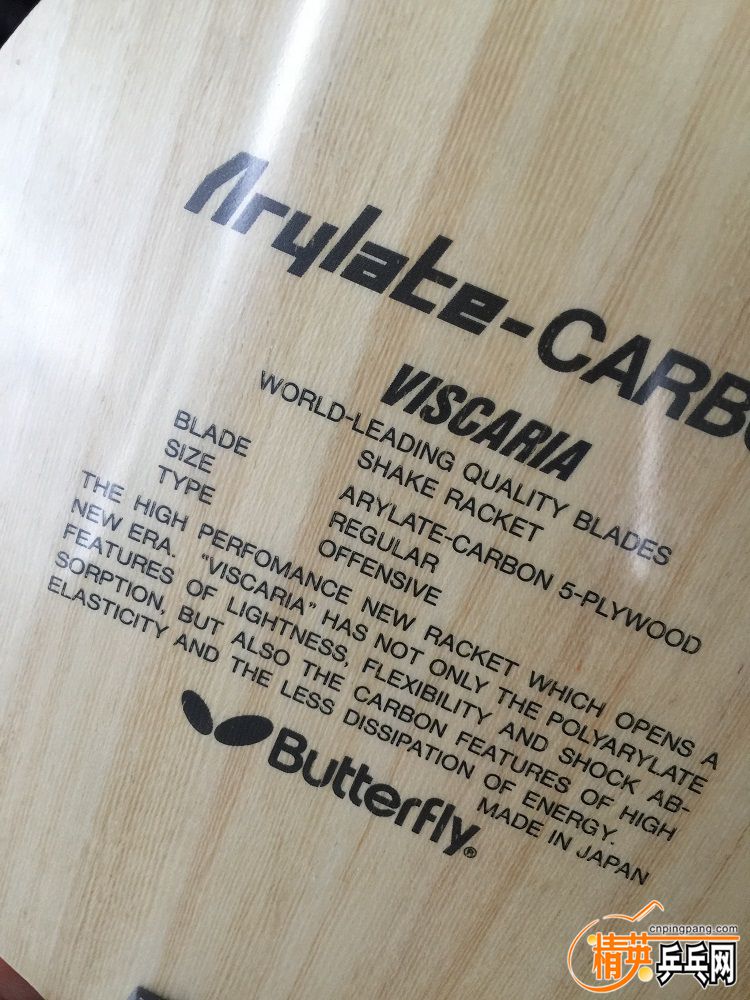 Arylate-CARBO
VISCARIA
WORLD-LEADING QUALITY BLADES
SHAKE RACKET
BLADE ARYLATE-CARBON 5-PLYWOOD
SIZE REGULAR
TYPE OFFENSIVE
THE HIGH PERFOMANCE NEW RACKET WHICH OPENS A
NEW ERA. "VISCARIA" HAS NOT ONLY THE POLYARYLATE
FEATURES OF LIGHTNESS, FLEXIBILITY AND SHOCK AB-
SORPTION, BUT ALSO THE CARBON FEATURES OF HIGH
ELASTICITY AND THE LESS DISSIPATION OF ENERGY.
MADE IN JAPAN
Butterfly®
cnpingpang.com
精英乒乓网